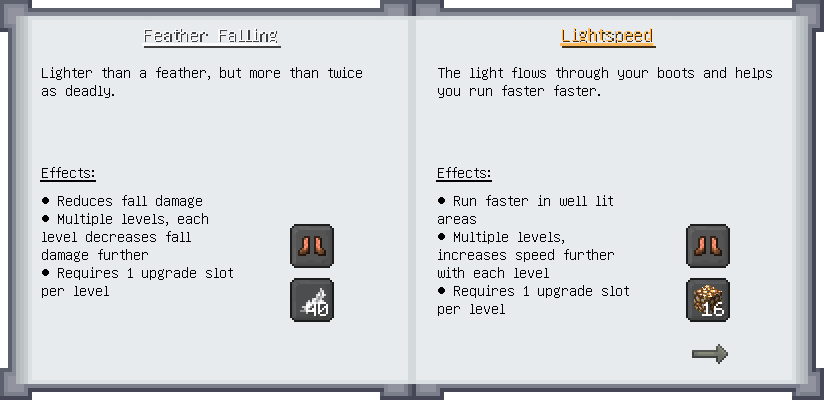 Feather Falling
Lighter than a feather, but more than twice
as deadly.
Effects:
• Reduces fall damage
• Multiple levels, each
level decreases fall
damage further
• Requires 1 upgrade slot
per level
40
Lightspeed
The light flows through your boots and helps
you run faster faster.
Effects:
• Run faster in well lit
areas
• Multiple levels,
increases speed further
with each level
• Requires 1 upgrade slot
per level
16